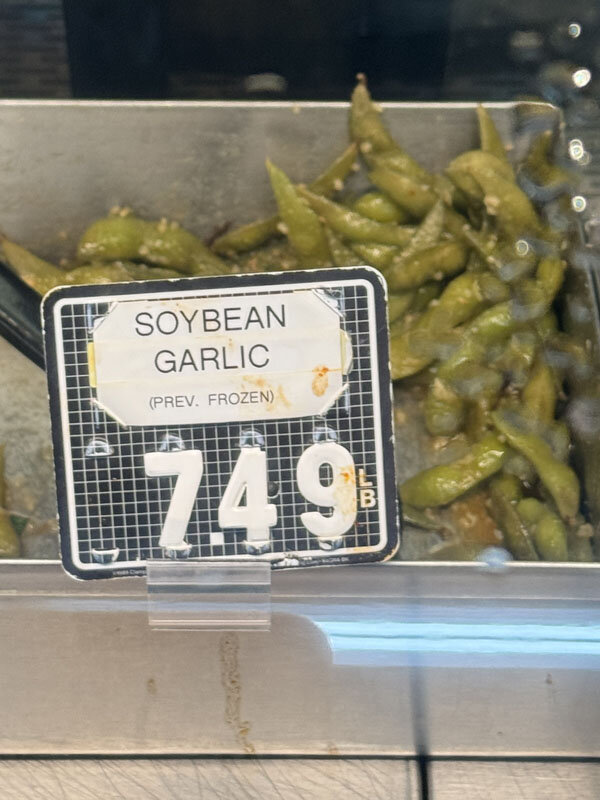 SOYBEAN
GARLIC
(PREV. FROZEN)
7.49 LB